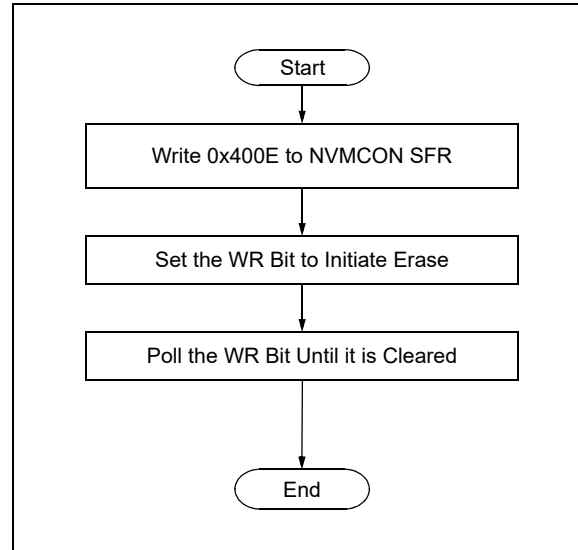 Start
Write 0x400E to NVMCON SFR
Set the WR Bit to Initiate Erase
Poll the WR Bit Until it is Cleared
End